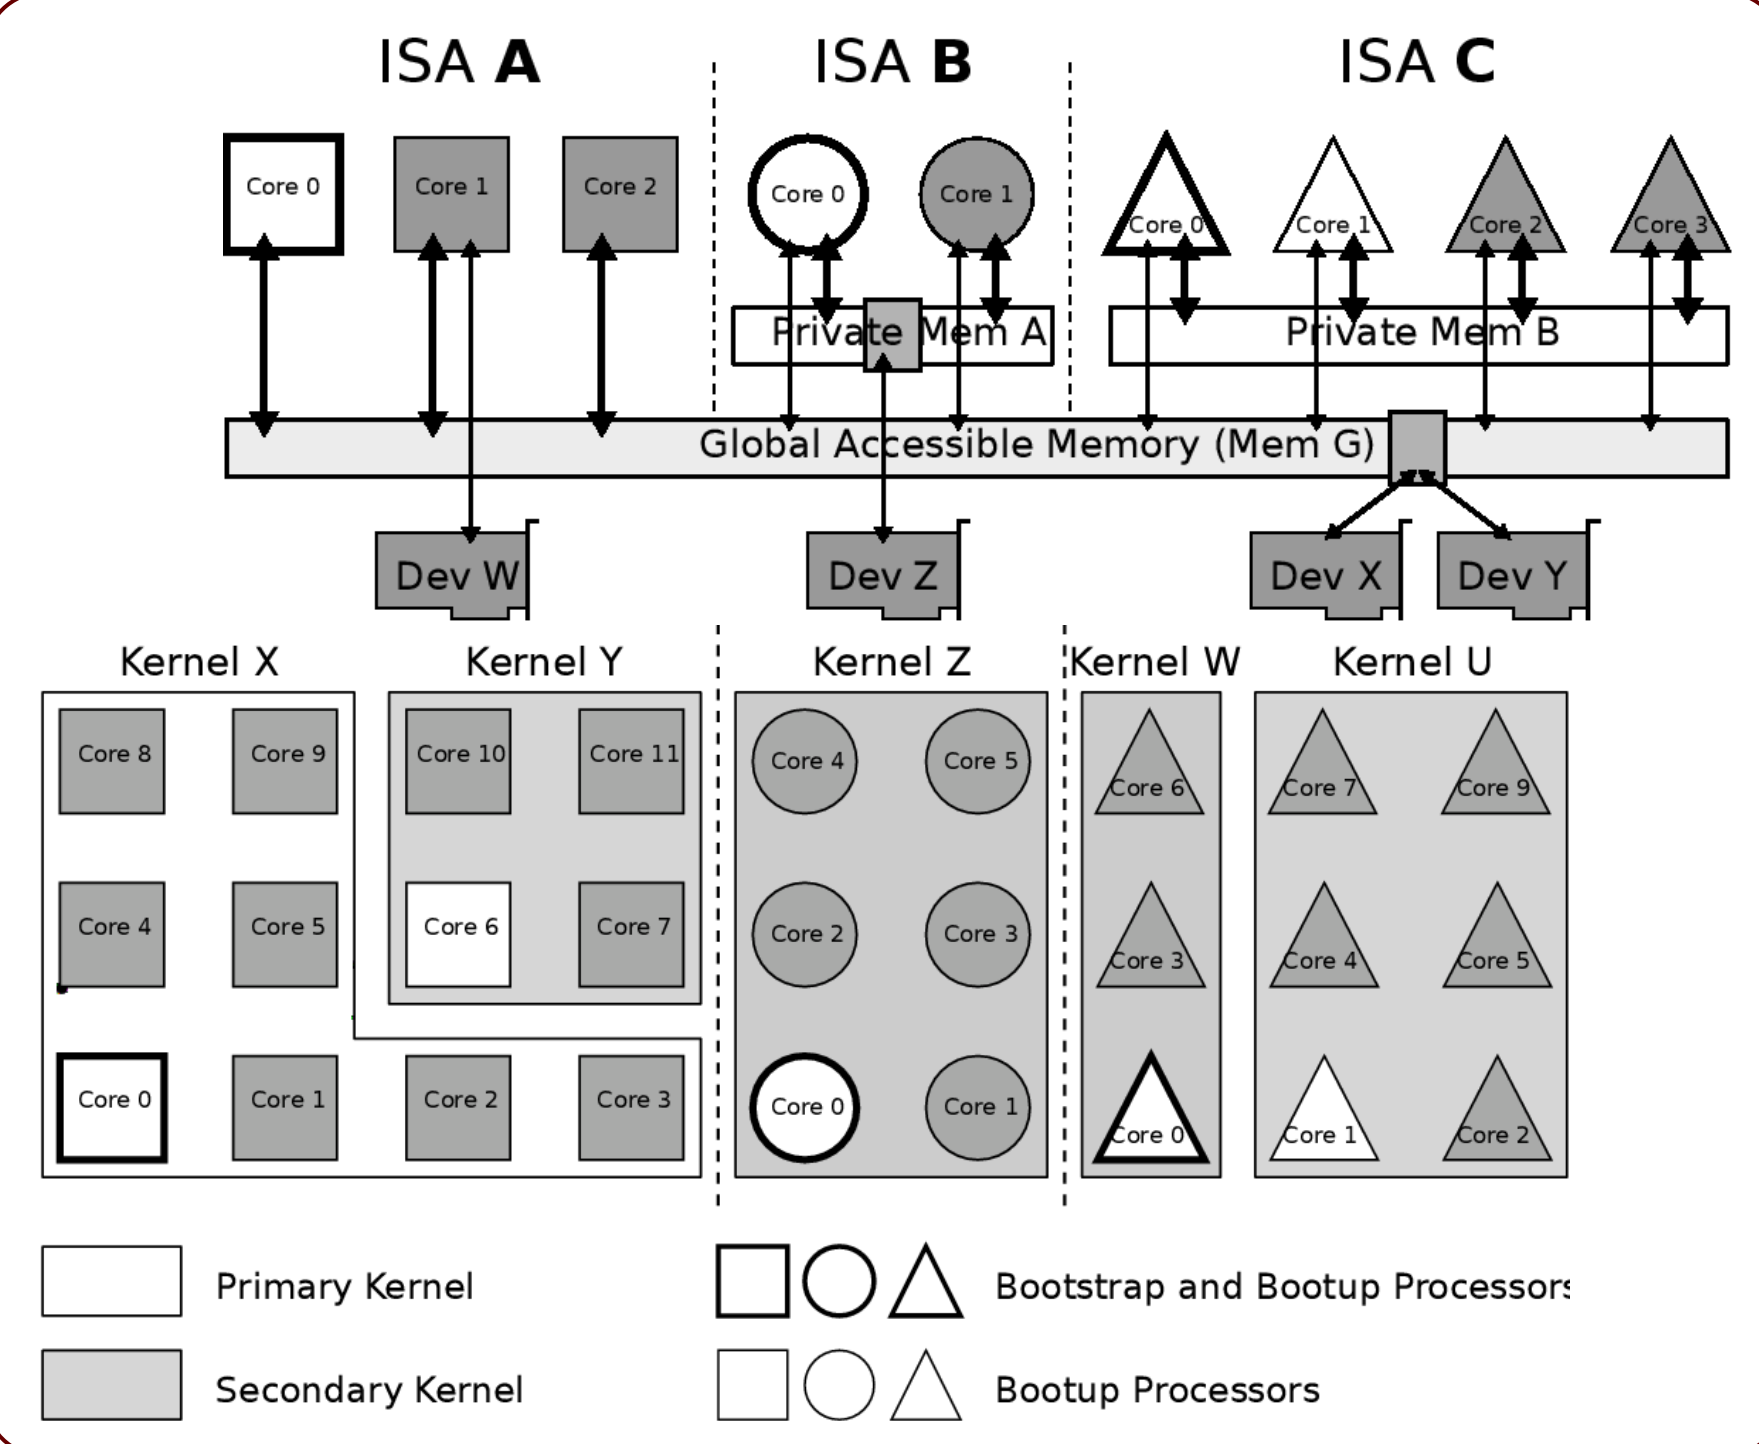 ISA A
ISA B
ISA C
Core 0
Core 1
Core 2
Core 0
Core 1
Core 0
Core 1
Core 2
Core 3
Private Mem A
Private Mem B
Global Accessible Memory (Mem G)
Dev W
Dev Z
Dev X
Dev Y
Kernel X
Kernel Y
Kernel Z
Kernel W
Kernel U
Core 8
Core 9
Core 10
Core 11
Core 4
Core 5
Core 6
Core 7
Core 9
Core 4
Core 5
Core 6
Core 7
Core 2
Core 3
Core 3
Core 4
Core 5
Core 0
Core 1
Core 2
Core 3
Core 0
Core 1
Core 0
Core 1
Core 2
Primary Kernel
Bootstrap and Bootup Processors
Secondary Kernel
Bootup Processors